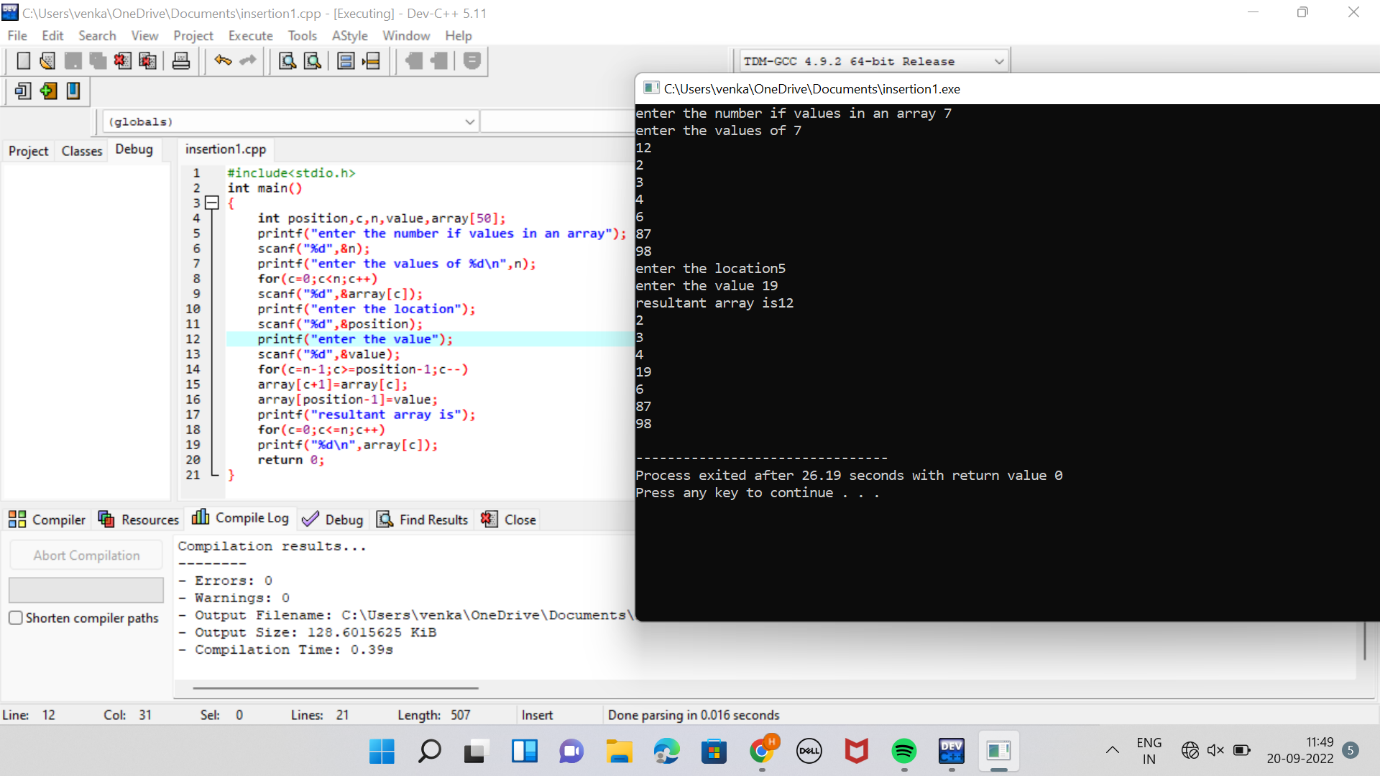 C:\Users\venka\OneDrive\Documents\insertion1.cpp - [Executing] - Dev-C++ 5.11
File Edit Search View Project Execute Tools AStyle Window Help
TDM-GCC 4.9.2 64-bit Release
(globals)
Project Classes Debug
insertion1.cpp
1 #include<stdio.h>
2 int main()
3 {
4 int position,c,n,value,array[50];
5 printf("enter the number if values in an array");
6 scanf("%d",&n);
7 printf("enter the values of %d\n",n);
8 for(c=0;c<n;c++)
9 scanf("%d",&array[c]);
10 printf("enter the location");
11 scanf("%d",&position);
12 printf("enter the value");
13 scanf("%d",&value);
14 for(c=n-1;c>=position-1;c--)
15 array[c+1]=array[c];
16 array[position-1]=value;
17 printf("resultant array is");
18 for(c=0;c<=n;c++)
19 printf("%d\n",array[c]);
20 return 0;
21 }
C:\Users\venka\OneDrive\Documents\insertion1.exe
enter the number if values in an array 7
enter the values of 7
12
2
3
4
6
87
98
enter the location5
enter the value 19
resultant array is12
2
3
4
19
6
87
98
--------------------------------
Process exited after 26.19 seconds with return value 0
Press any key to continue . . .
Compiler Resources Compile Log Debug Find Results Close
Abort Compilation
Shorten compiler paths
Compilation results...
--------
- Errors: 0
- Warnings: 0
- Output Filename: C:\Users\venka\OneDrive\Documents\
- Output Size: 128.6015625 KiB
- Compilation Time: 0.39s
Line: 12 Col: 31 Sel: 0 Lines: 21 Length: 507 Insert Done parsing in 0.016 seconds
H
DELL
DEV
ENG
IN
11:49
20-09-2022
5